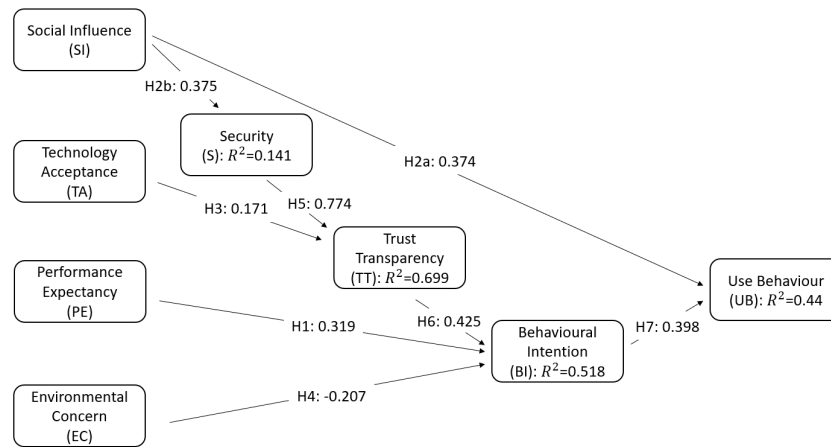 Social Influence
(SI)
H2b: 0.375
Security
(S): R²=0.141
H2a: 0.374
Technology
Acceptance
(TA)
H3: 0.171
H5: 0.774
Trust
Transparency
(TT): R²=0.699
Performance
Expectancy
(PE)
H1: 0.319
H6: 0.425
Use Behaviour
(UB): R²=0.44
H7: 0.398
Behavioural
Intention
(BI): R²=0.518
Environmental
Concern
(EC)
H4: -0.207